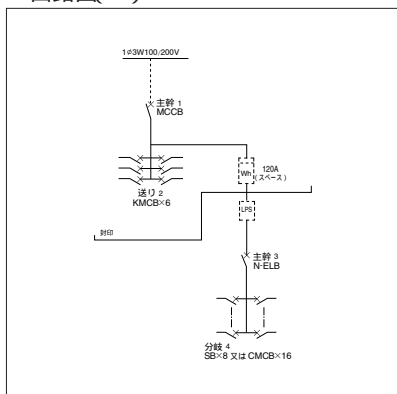 1φ3W100/200V
主幹 1
MCCB
Wh
120A
(スペース)
送り 2
KMCB×6
LPS
封印
主幹 3
N-ELB
分岐 4
SB×8 又は CMCB×16